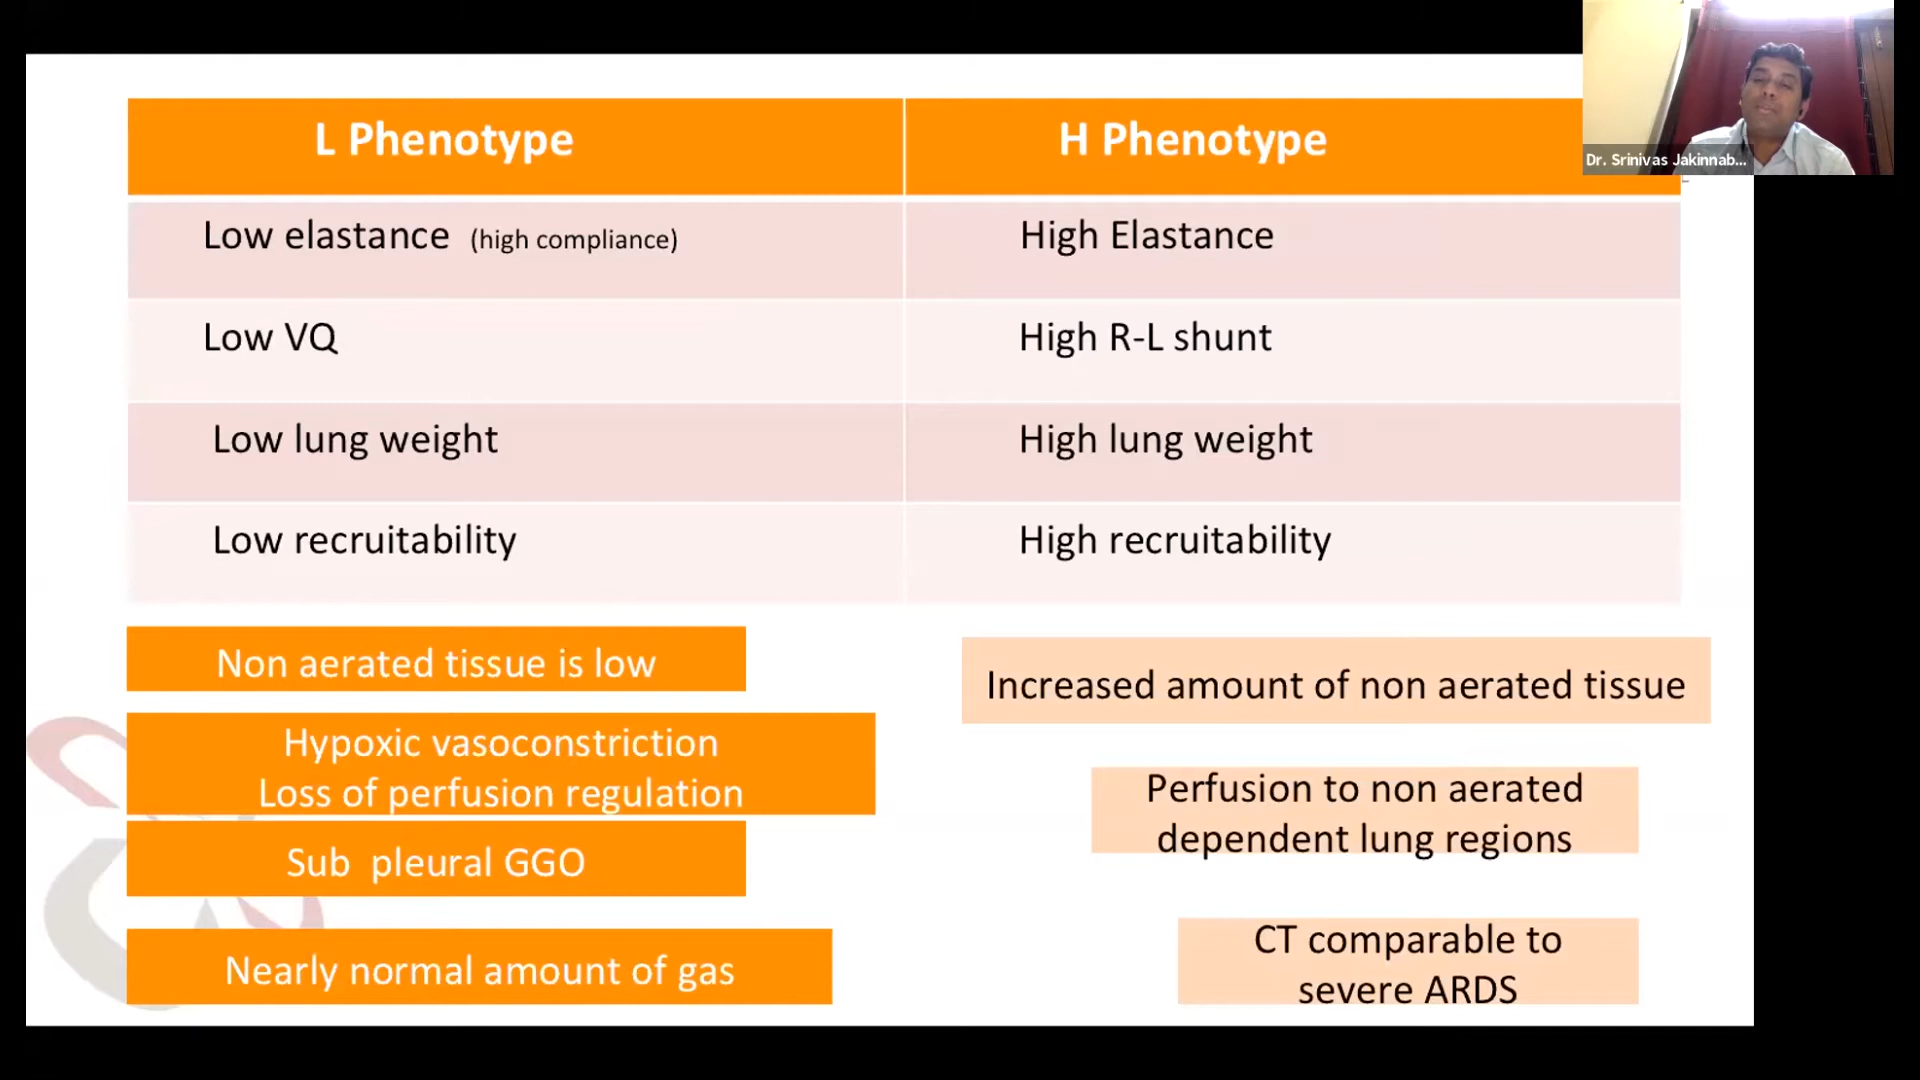 L Phenotype
H Phenotype
Low elastance (high compliance)
High Elastance
Low VQ
High R-L shunt
Low lung weight
High lung weight
Low recruitability
High recruitability
Non aerated tissue is low
Increased amount of non aerated tissue
Hypoxic vasoconstriction
Loss of perfusion regulation
Perfusion to non aerated
dependent lung regions
Sub pleural GGO
Nearly normal amount of gas
CT comparable to
severe ARDS
Dr. Srinivas Jakinnab...